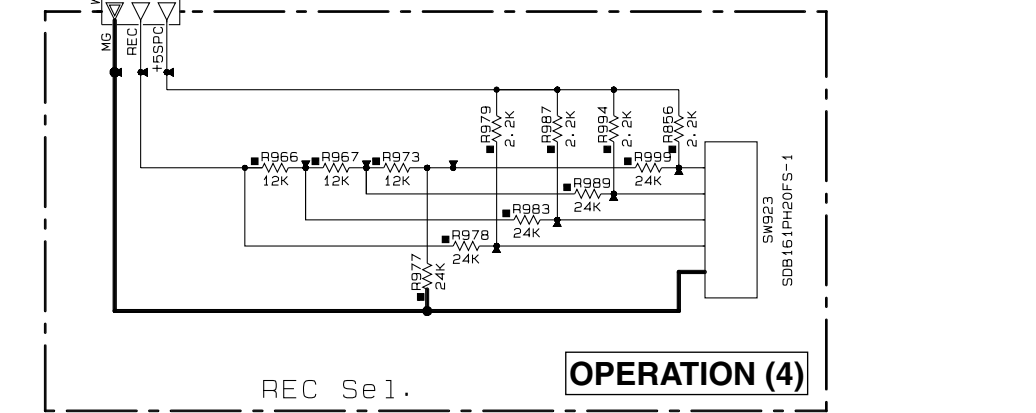 MG
REC
+5SPC
R979
2.2K
R987
2.2K
R994
2.2K
R856
2.2K
R966
12K
R967
12K
R973
12K
R999
24K
R989
24K
R983
24K
R978
24K
R977
24K
SW923
SDB161PH20FS-1
REC Sel.
OPERATION (4)